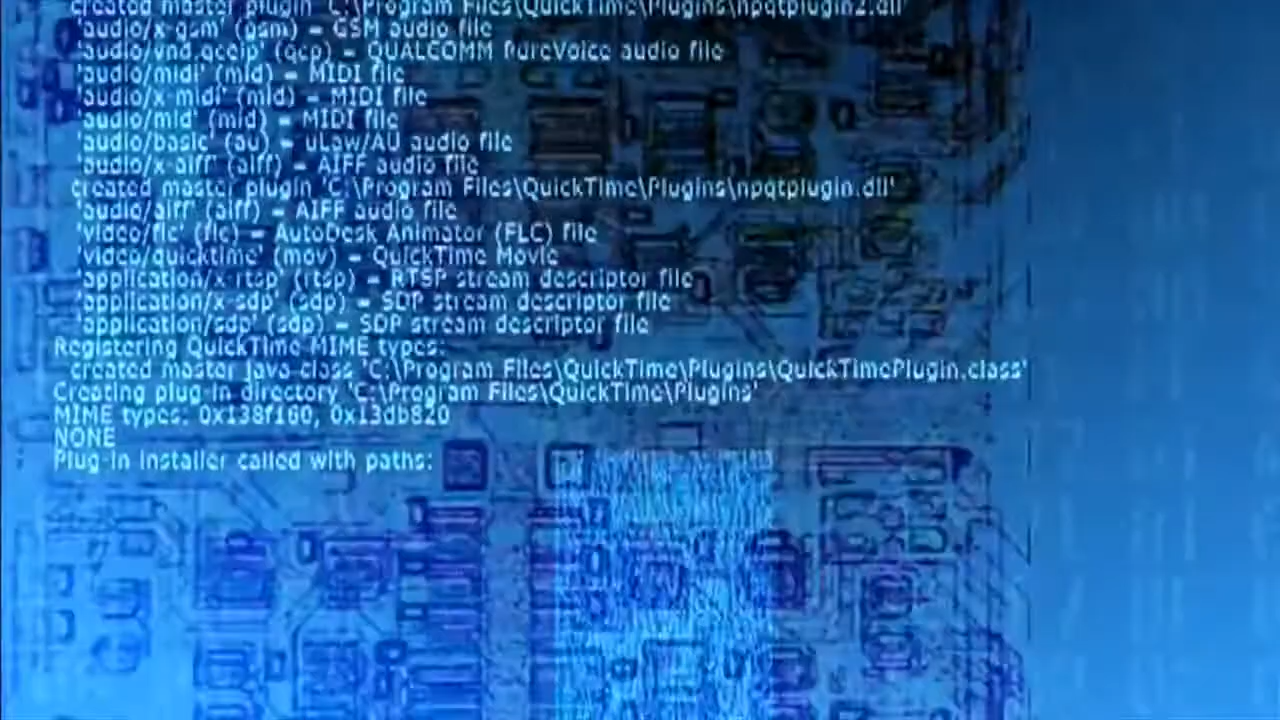 created master plugin 'C:\Program Files\QuickTime\Plugins\npqtplugin2.dll'
'audio/x-gsm' (gsm) - GSM audio file
'audio/vnd.qcelp' (qcp) - QUALCOMM PureVoice audio file
'audio/midi' (mid) - MIDI file
'audio/x-midi' (mid) - MIDI file
'audio/mid' (mid) - MIDI file
'audio/basic' (au) - uLaw/AU audio file
'audio/x-aiff' (aiff) - AIFF audio file
created master plugin 'C:\Program Files\QuickTime\Plugins\npqtplugin.dll'
'audio/aiff' (aiff) - AIFF audio file
'video/flc' (flc) - AutoDesk Animator (FLC) file
'video/quicktime' (mov) - QuickTime Movie
'application/x-rtsp' (rtsp) - RTSP stream descriptor file
'application/x-sdp' (sdp) - SDP stream descriptor file
'application/sdp' (sdp) - SDP stream descriptor file
Registering QuickTime MIME types:
created master java class 'C:\Program Files\QuickTime\Plugins\QuickTimePlugin.class'
Creating plug-in directory 'C:\Program Files\QuickTime\Plugins'
MIME types: 0x138f160, 0x13db820
NONE
Plug-in installer called with paths: